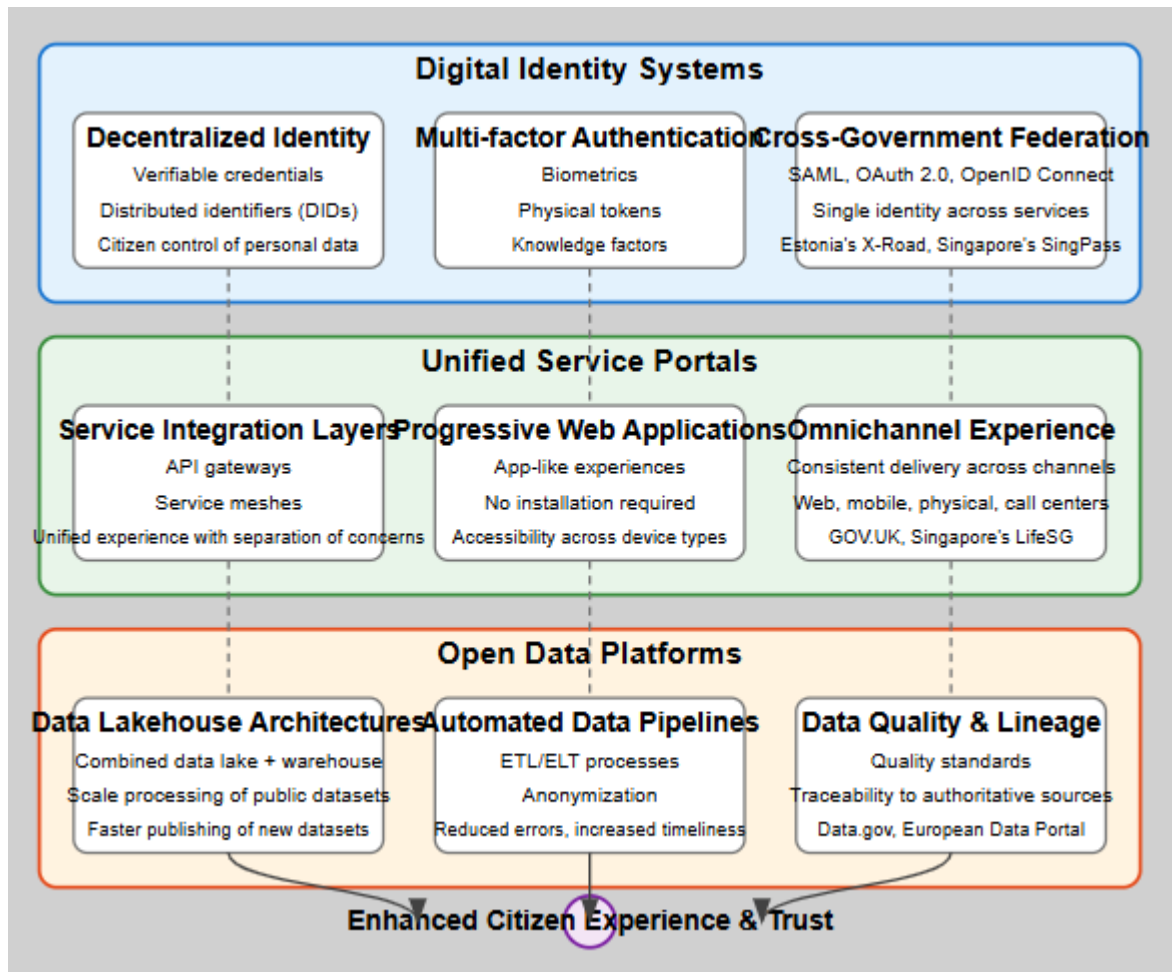 Digital Identity Systems
Decentralized Identity
Verifiable credentials
Distributed identifiers (DIDs)
Citizen control of personal data
Multi-factor Authentication
Biometrics
Physical tokens
Knowledge factors
Cross-Government Federation
SAML, OAuth 2.0, OpenID Connect
Single identity across services
Estonia's X-Road, Singapore's SingPass
Unified Service Portals
Service Integration Layers
API gateways
Service meshes
Unified experience with separation of concerns
Progressive Web Applications
App-like experiences
No installation required
Accessibility across device types
Omnichannel Experience
Consistent delivery across channels
Web, mobile, physical, call centers
GOV.UK, Singapore's LifeSG
Open Data Platforms
Data Lakehouse Architectures
Combined data lake + warehouse
Scale processing of public datasets
Faster publishing of new datasets
Automated Data Pipelines
ETL/ELT processes
Anonymization
Reduced errors, increased timeliness
Data Quality & Lineage
Quality standards
Traceability to authoritative sources
Data.gov, European Data Portal
Enhanced Citizen Experience & Trust